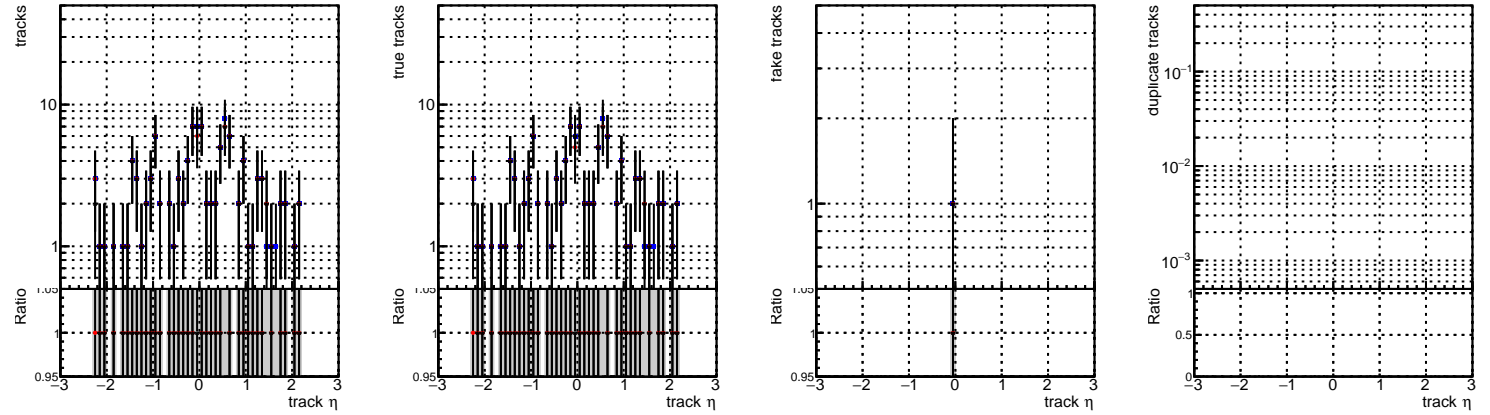 tracks
10
1
Ratio
1.05
1
0.95
−3 −2 −1 0 1 2 3
track η
true tracks
10
1
Ratio
1.05
1
0.95
−3 −2 −1 0 1 2 3
track η
fake tracks
1
Ratio
1.05
1
0.95
−3 −2 −1 0 1 2 3
track η
duplicate tracks
10⁻¹
10⁻²
10⁻³
Ratio
1
0.5
0
−3 −2 −1 0 1 2 3
track η